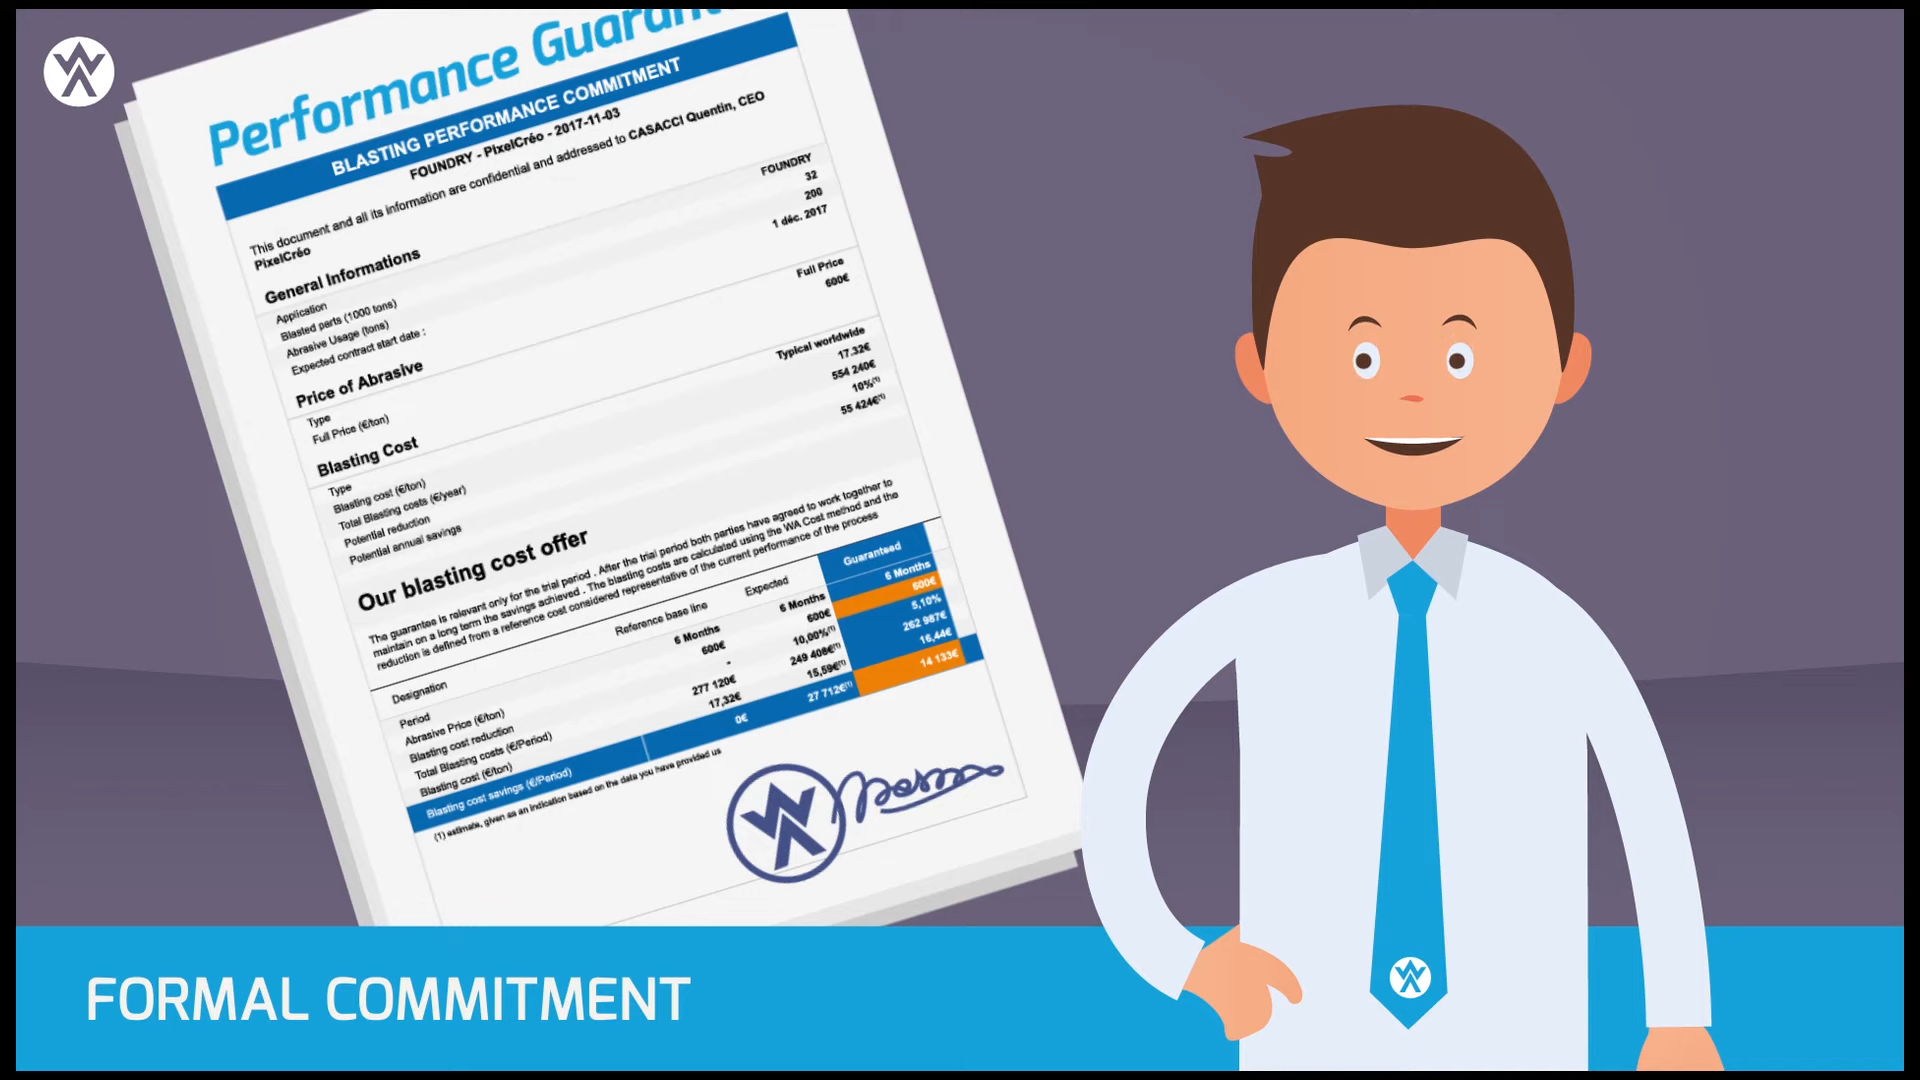 Performance Guaran
BLASTING PERFORMANCE COMMITMENT
FOUNDRY - PixelCréo - 2017-11-03
This document and all its information are confidential and addressed to CASACCI Quentin, CEO
PixelCréo
General Informations
Application FOUNDRY
Blasted parts (1000 tons) 32
Abrasive Usage (tons) 200
Expected contract start date : 1 déc. 2017
Price of Abrasive
Type Full Price
Full Price (€/ton) 600€
Blasting Cost
Type Typical worldwide
Blasting cost (€/ton) 17.32€
Total Blasting costs (€/year) 554 240€
Potential reduction 10%(1)
Potential annual savings 55 424€(1)
Our blasting cost offer
The guarantee is relevant only for the trial period . After the trial period both parties have agreed to work together to
maintain on a long term the savings achieved . The blasting costs are calculated using the WA Cost method and the
reduction is defined from a reference cost considered representative of the current performance of the process
Designation Reference base line Expected Guaranteed
Period 6 Months 6 Months 6 Months
Abrasive Price (€/ton) 600€ 600€ 600€
Blasting cost reduction - 10,00%(1) 5,10%
Total Blasting costs (€/Period) 277 120€ 249 408€(1) 262 987€
Blasting cost (€/ton) 17,32€ 15,59€(1) 16,44€
Blasting cost savings (€/Period) 0€ 27 712€(1) 14 133€
(1) estimate, given as an indication based on the data you have provided us
FORMAL COMMITMENT